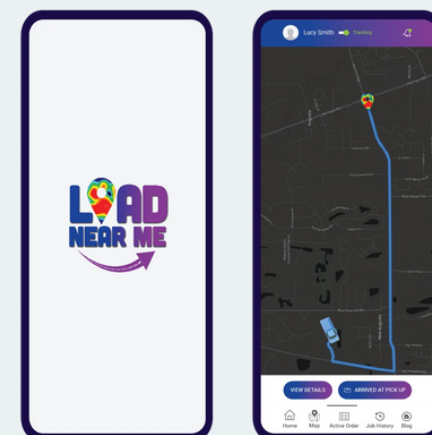 LOAD
NEAR ME
Lucy Smith
Tracking
VIEW DETAILS
ARRIVED AT PICK UP
Home
Map
Active Order
Job History
Blog